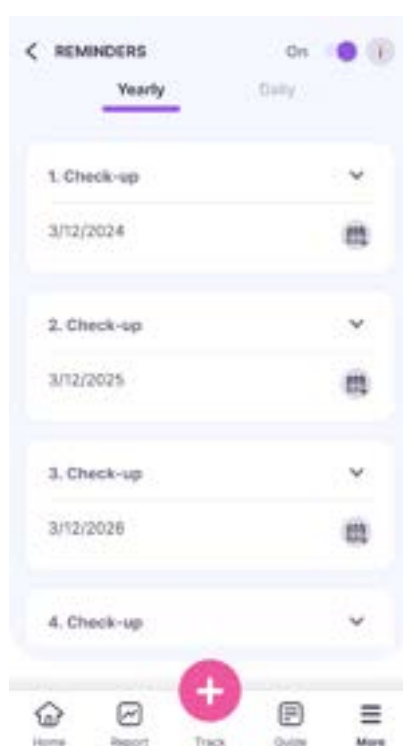 REMINDERS On i
Yearly Daily
1. Check-up
3/12/2024
2. Check-up
3/12/2025
3. Check-up
3/12/2026
4. Check-up
Home Report Track Guide More